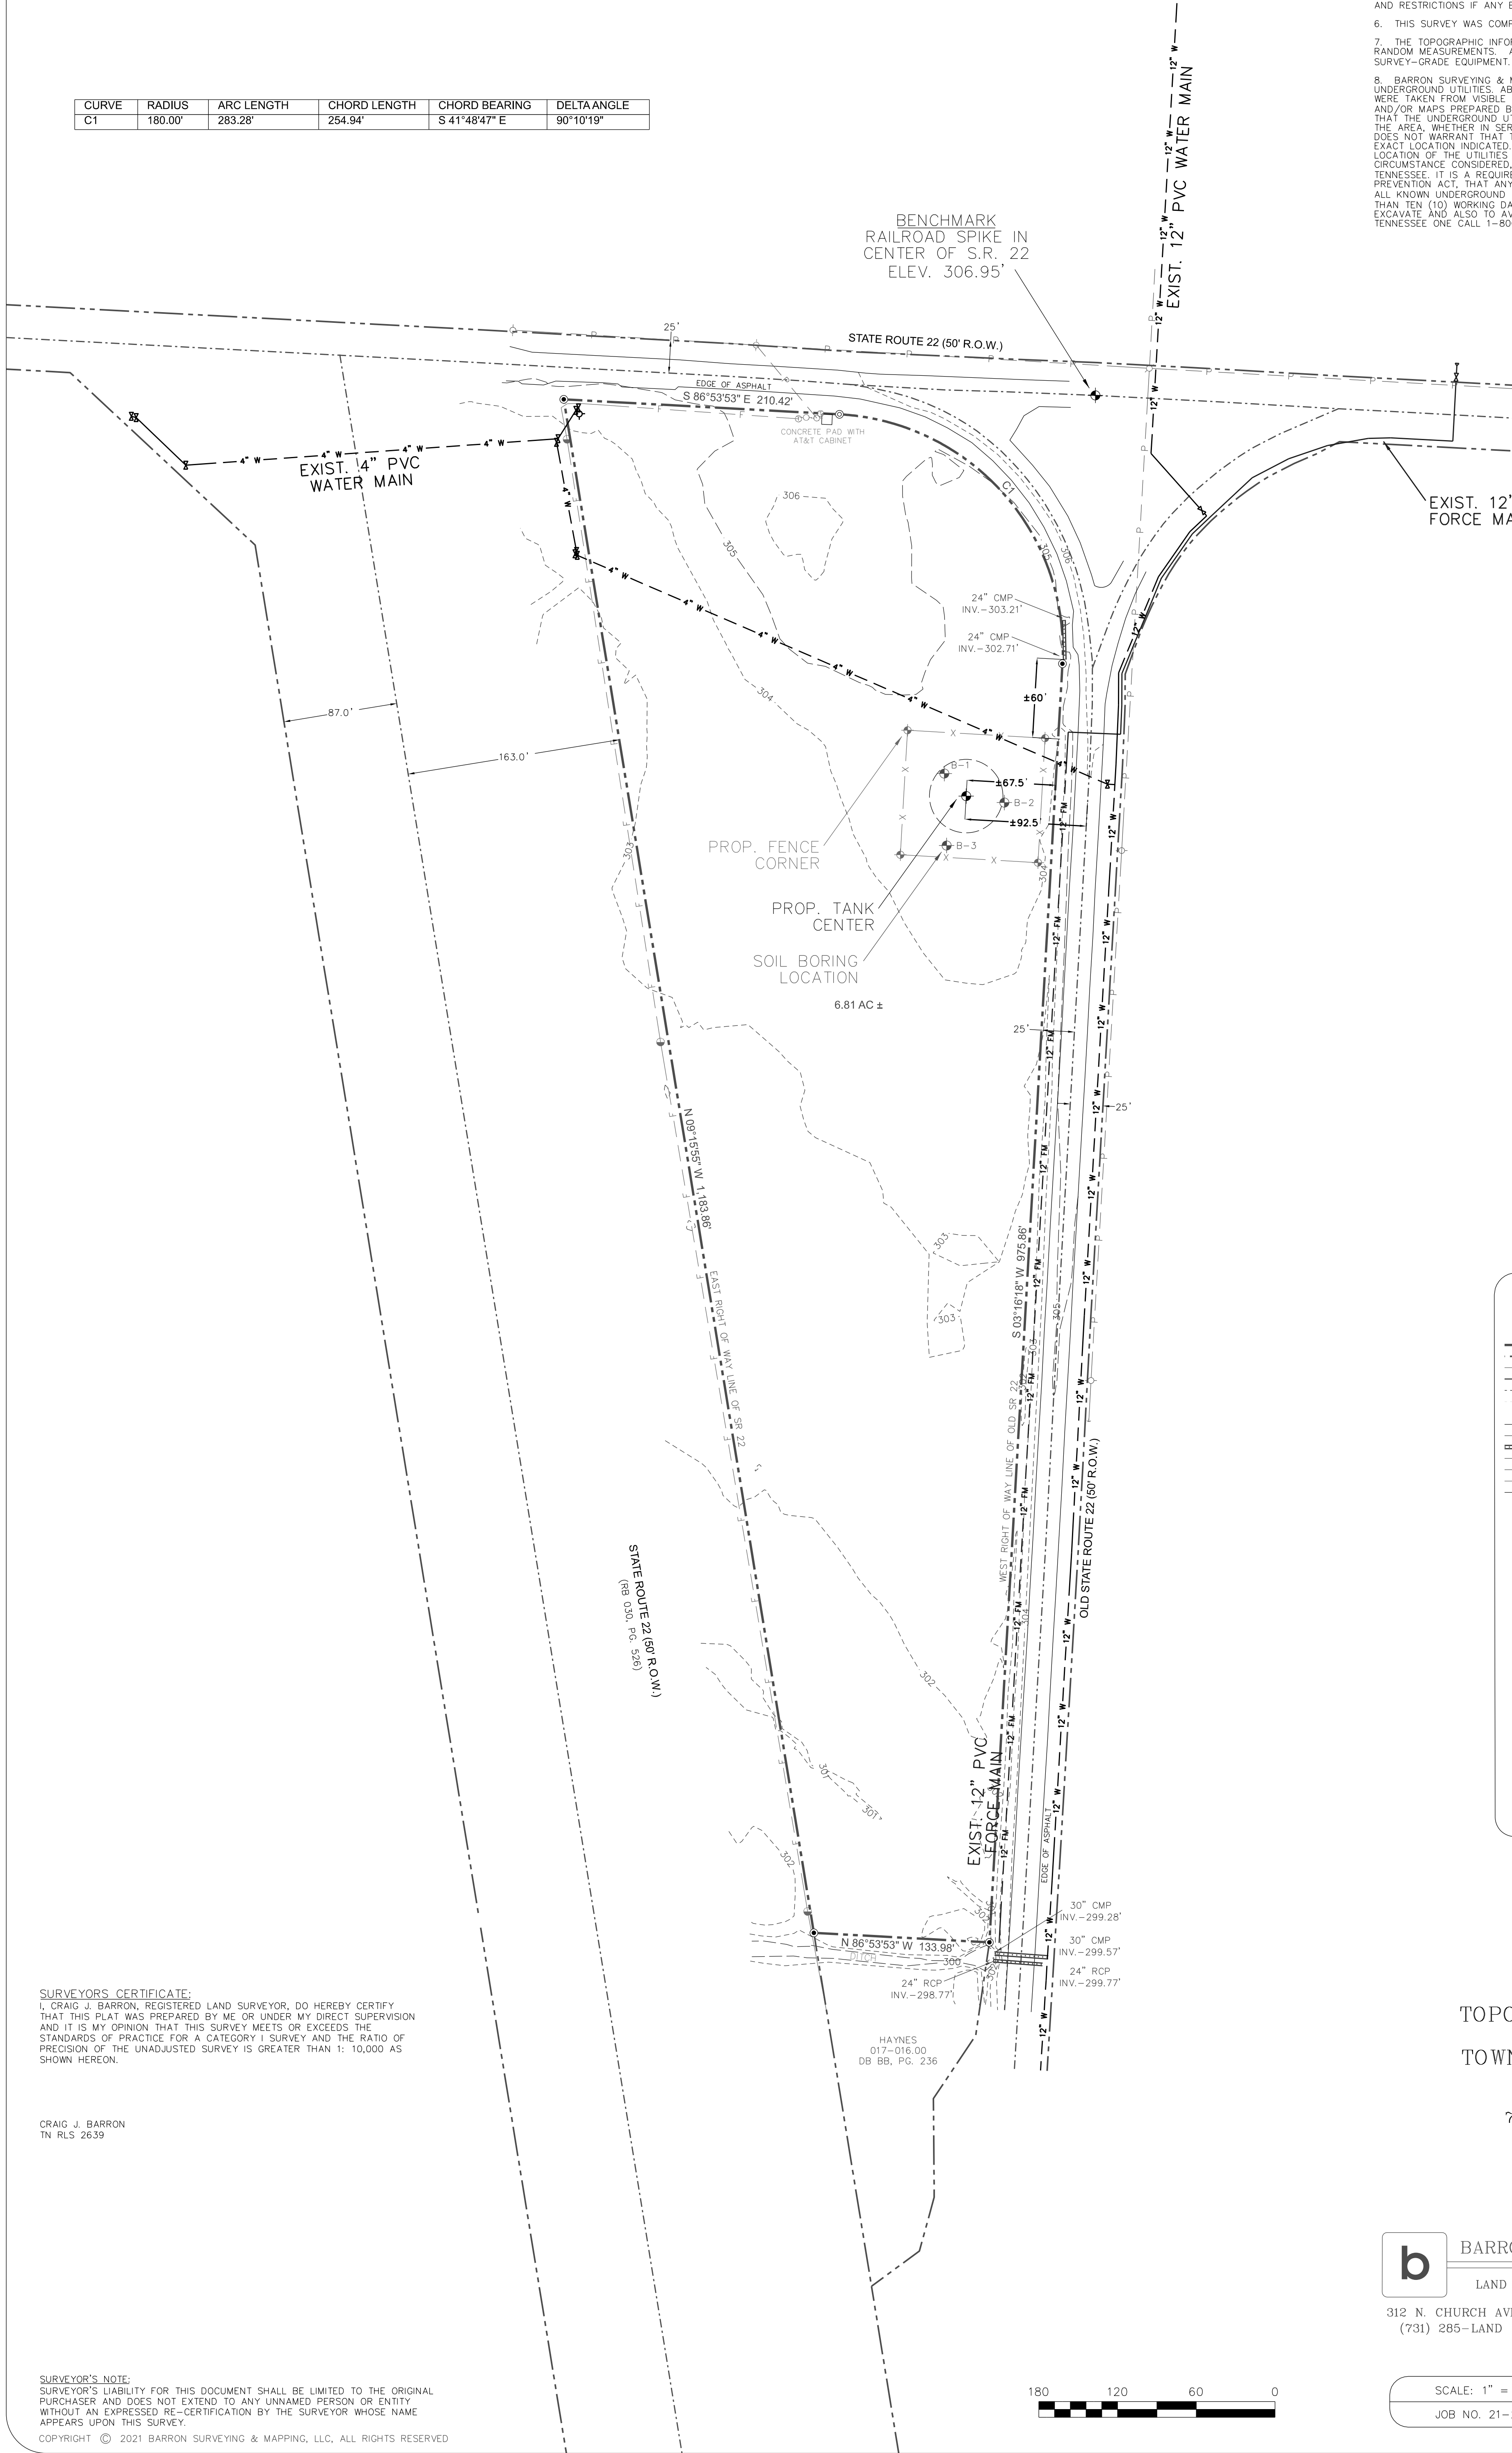 AND RESTRICTIONS IF ANY
6. THIS SURVEY WAS
7. THE TOPOGRAPHIC
RANDOM MEASUREMENTS.
SURVEY-GRADE EQUIPMENT.
8. BARRON SURVEYING &
UNDERGROUND UTILITIES.
WERE TAKEN FROM VISIBLE
AND/OR MAPS PREPARED
THAT THE UNDERGROUND
THE AREA, WHETHER IN
DOES NOT WARRANT THAT
EXACT LOCATION INDICATED.
LOCATION OF THE UTILITIES
CIRCUMSTANCE CONSIDERED,
TENNESSEE. IT IS A
PREVENTION ACT, THAT ANY
ALL KNOWN UNDERGROUND
THAN TEN (10) WORKING
EXCAVATE AND ALSO TO
TENNESSEE ONE CALL
CURVE RADIUS ARC LENGTH CHORD LENGTH CHORD BEARING DELTA ANGLE
C1 180.00' 283.28' 254.94' S 41°48'47" E 90°10'19"
EXIST. 12" PVC WATER MAIN
BENCHMARK
RAILROAD SPIKE IN
CENTER OF S.R. 22
ELEV. 306.95'
25'
STATE ROUTE 22 (50' R.O.W.)
EDGE OF ASPHALT
S 86°53'53" E 210.42'
CONCRETE PAD WITH
AT&T CABINET
EXIST. 4" PVC
WATER MAIN
C1
306
305
305
306
EXIST. 12"
FORCE
24" CMP
INV.-303.21'
24" CMP
INV.-302.71'
±60'
304
87.0'
163.0'
B-1
±67.5'
B-2
±92.5'
B-3
303
304
PROP. FENCE
CORNER
PROP. TANK
CENTER
SOIL BORING
LOCATION
6.81 AC ±
25'
25'
N 09°15'55" W 1,183.86'
S 03°16'18" W 975.86'
303
303
305
303
302
EAST RIGHT OF WAY LINE OF SR 22
WEST RIGHT OF WAY LINE OF OLD SR 22
OLD STATE ROUTE 22 (50' R.O.W.)
STATE ROUTE 22 (50' R.O.W.)
(RB 030, PG. 526)
304
302
EXIST. 12" PVC
FORCE MAIN
301
301
302
EDGE OF ASPHALT
30" CMP
INV.-299.28'
30" CMP
INV.-299.57'
24" RCP
INV.-299.77'
N 86°53'53" W 133.98'
DITCH
300
24" RCP
INV.-298.77'
HAYNES
017-016.00
DB BB, PG. 236
SURVEYORS CERTIFICATE:
I, CRAIG J. BARRON, REGISTERED LAND SURVEYOR, DO HEREBY CERTIFY
THAT THIS PLAT WAS PREPARED BY ME OR UNDER MY DIRECT SUPERVISION
AND IT IS MY OPINION THAT THIS SURVEY MEETS OR EXCEEDS THE
STANDARDS OF PRACTICE FOR A CATEGORY I SURVEY AND THE RATIO OF
PRECISION OF THE UNADJUSTED SURVEY IS GREATER THAN 1: 10,000 AS
SHOWN HEREON.
CRAIG J. BARRON
TN RLS 2639
b
LAND
312 N. CHURCH
(731) 285-LAND
SURVEYOR'S NOTE:
SURVEYOR'S LIABILITY FOR THIS DOCUMENT SHALL BE LIMITED TO THE ORIGINAL
PURCHASER AND DOES NOT EXTEND TO ANY UNNAMED PERSON OR ENTITY
WITHOUT AN EXPRESSED RE-CERTIFICATION BY THE SURVEYOR WHOSE NAME
APPEARS UPON THIS SURVEY.
COPYRIGHT © 2021 BARRON SURVEYING & MAPPING, LLC, ALL RIGHTS RESERVED
180 120 60 0
SCALE: 1" =
JOB NO. 21-